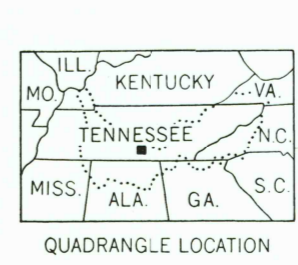 ILL.
MO.
KENTUCKY
VA.
TENNESSEE
N.C.
MISS.
ALA.
GA.
S.C.
QUADRANGLE LOCATION